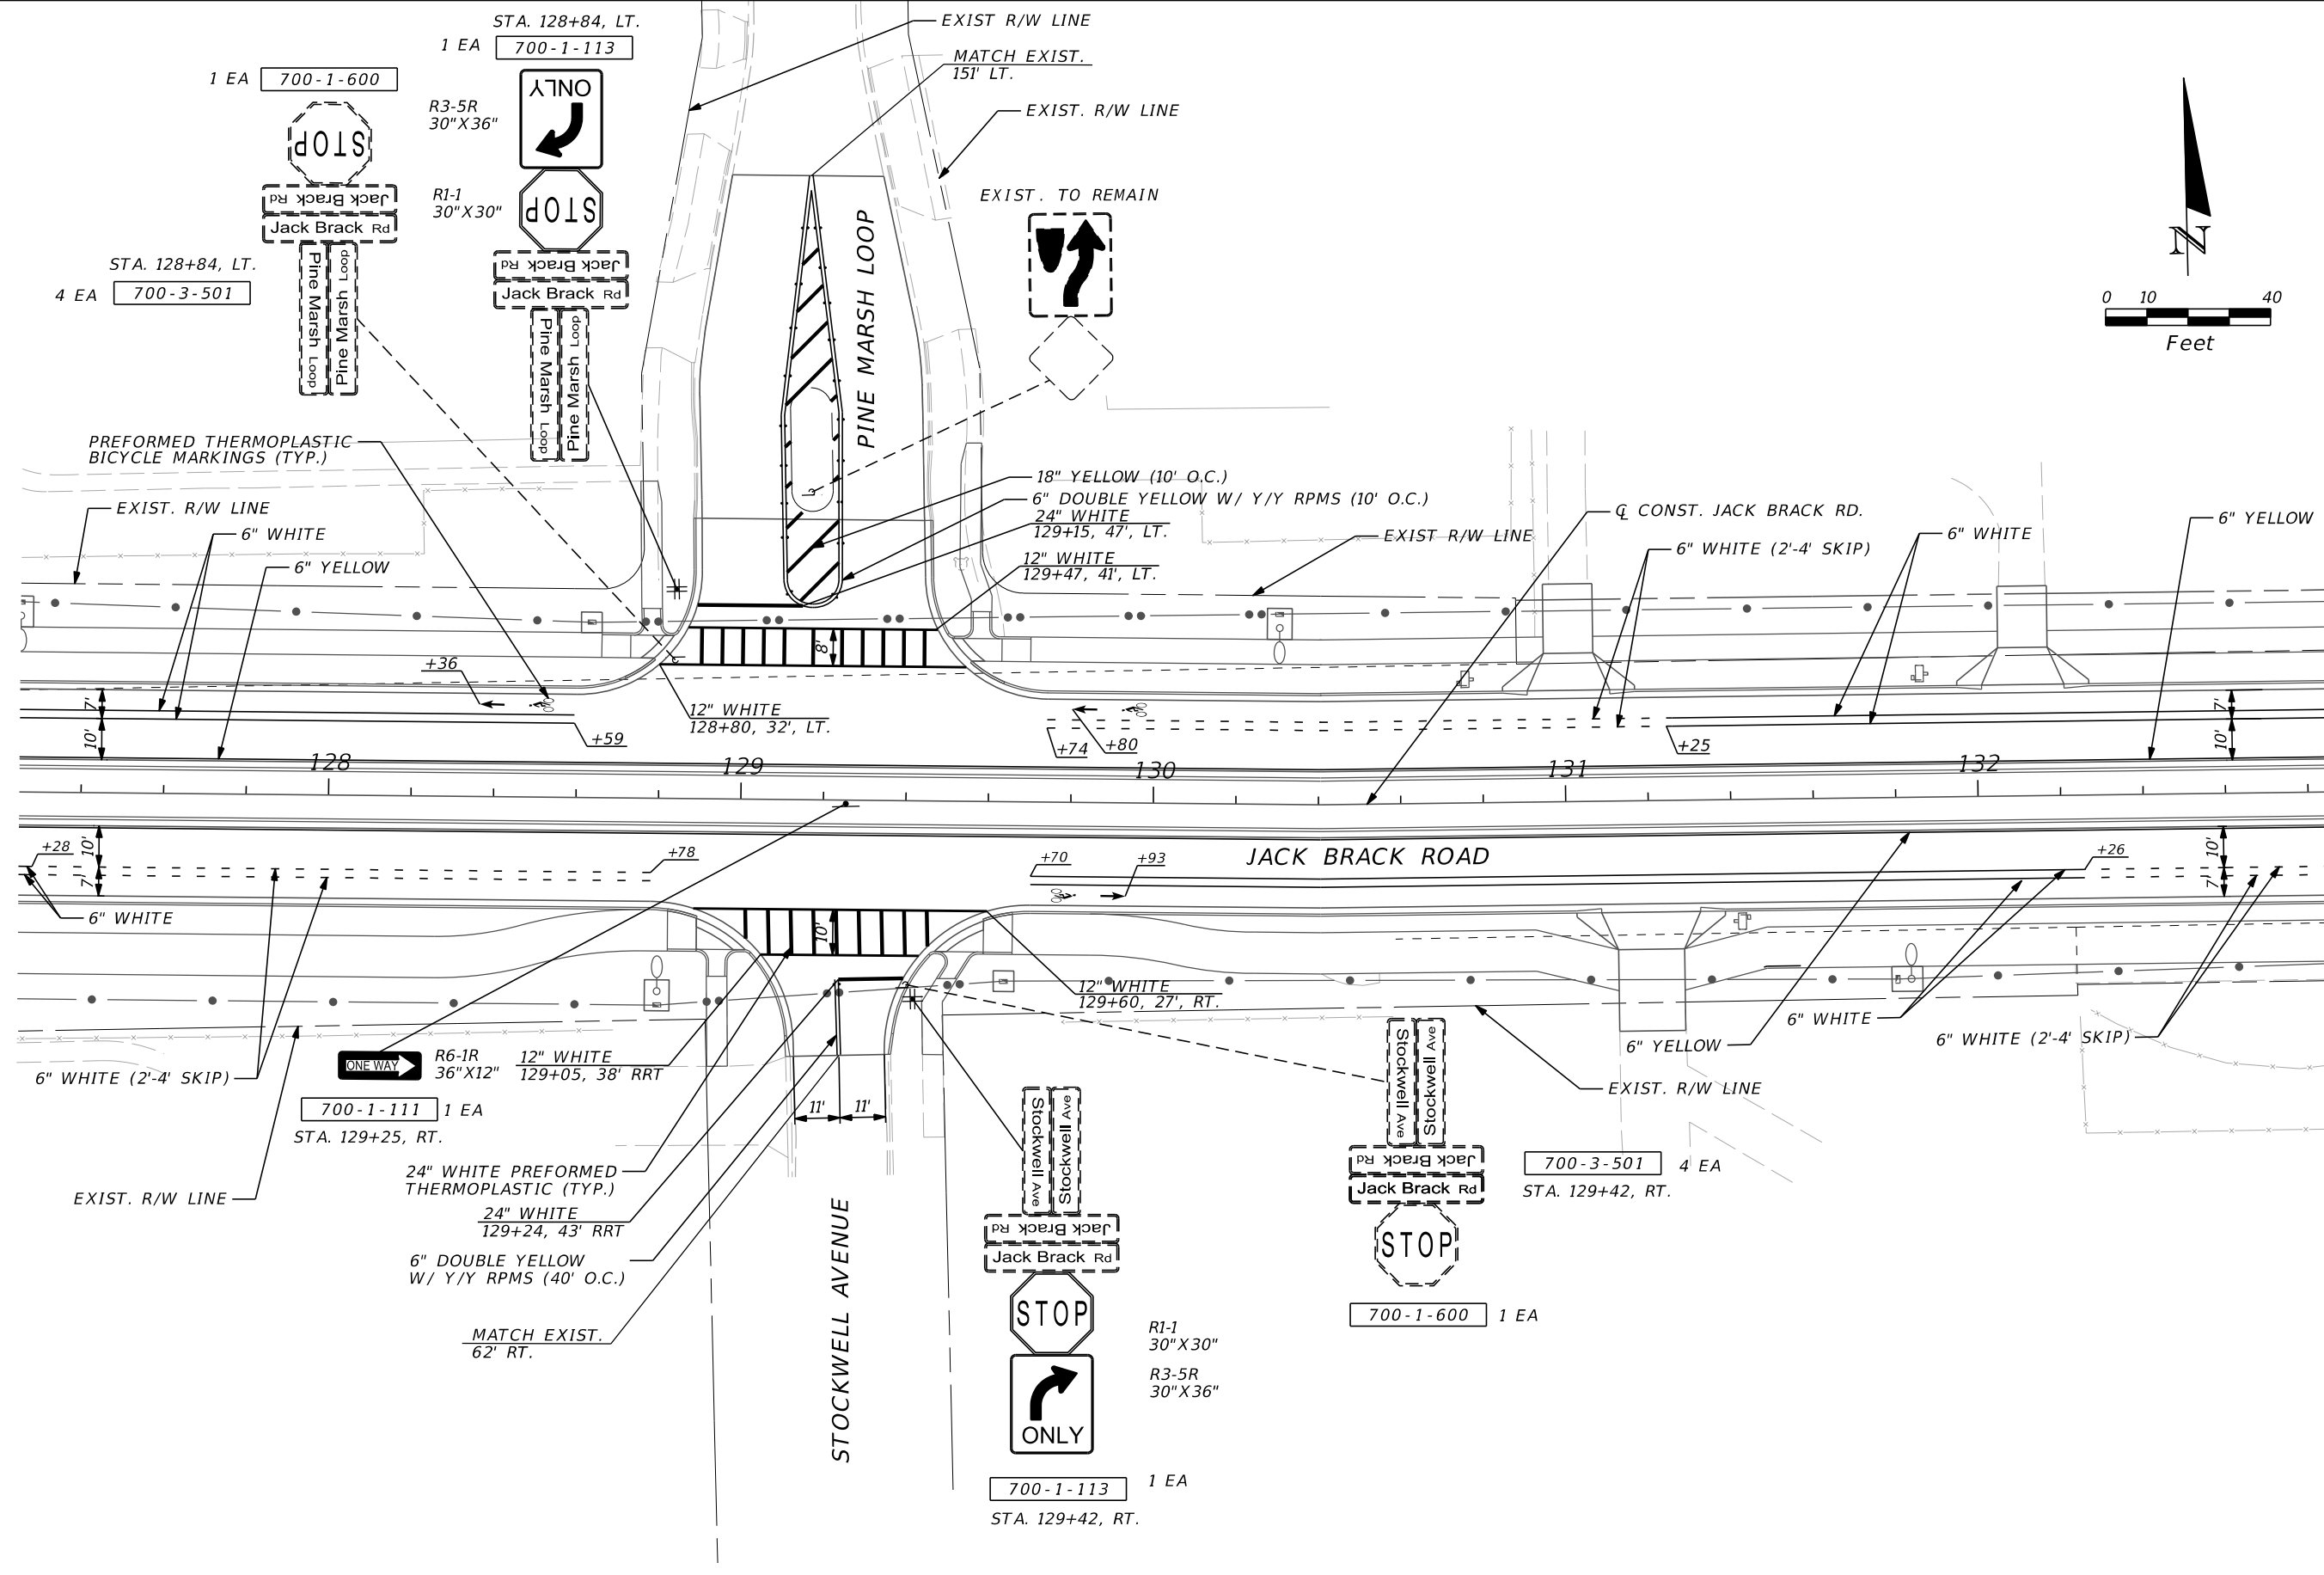 STA. 128+84, LT.
1 EA 700-1-113
1 EA 700-1-600
ONLY
R3-5R
30"X36"
STOP
R1-1
30"X30"
STOP
Jack Brack Rd
Jack Brack Rd
Pine Marsh Loop
Pine Marsh Loop
Jack Brack Rd
Jack Brack Rd
Pine Marsh Loop
Pine Marsh Loop
STA. 128+84, LT.
4 EA 700-3-501
EXIST R/W LINE
MATCH EXIST.
151' LT.
EXIST. R/W LINE
EXIST. TO REMAIN
PINE MARSH LOOP
N
0 10 40
Feet
PREFORMED THERMOPLASTIC
BICYCLE MARKINGS (TYP.)
EXIST. R/W LINE
6" WHITE
6" YELLOW
18" YELLOW (10' O.C.)
6" DOUBLE YELLOW W/ Y/Y RPMS (10' O.C.)
24" WHITE
129+15, 47', LT.
12" WHITE
129+47, 41', LT.
EXIST R/W LINE
℄ CONST. JACK BRACK RD.
6" WHITE (2'-4' SKIP)
6" WHITE
6" YELLOW
8'
+36
12" WHITE
128+80, 32', LT.
+59
+74
+80
+25
7'
10'
7'
10'
128
129
130
131
132
JACK BRACK ROAD
+28
10'
7'
+78
+70
+93
+26
10'
7'
6" WHITE
10'
12" WHITE
129+60, 27', RT.
6" WHITE
6" WHITE (2'-4' SKIP)
6" YELLOW
EXIST. R/W LINE
6" WHITE (2'-4' SKIP)
ONE WAY
R6-1R
36"X12"
12" WHITE
129+05, 38' RRT
700-1-111 1 EA
STA. 129+25, RT.
11'
11'
EXIST. R/W LINE
24" WHITE PREFORMED
THERMOPLASTIC (TYP.)
24" WHITE
129+24, 43' RRT
6" DOUBLE YELLOW
W/ Y/Y RPMS (40' O.C.)
MATCH EXIST.
62' RT.
STOCKWELL AVENUE
Stockwell Ave
Stockwell Ave
Jack Brack Rd
Jack Brack Rd
STOP
ONLY
R1-1
30"X30"
R3-5R
30"X36"
700-1-113 1 EA
STA. 129+42, RT.
Stockwell Ave
Stockwell Ave
Jack Brack Rd
Jack Brack Rd
STOP
700-3-501 4 EA
STA. 129+42, RT.
700-1-600 1 EA